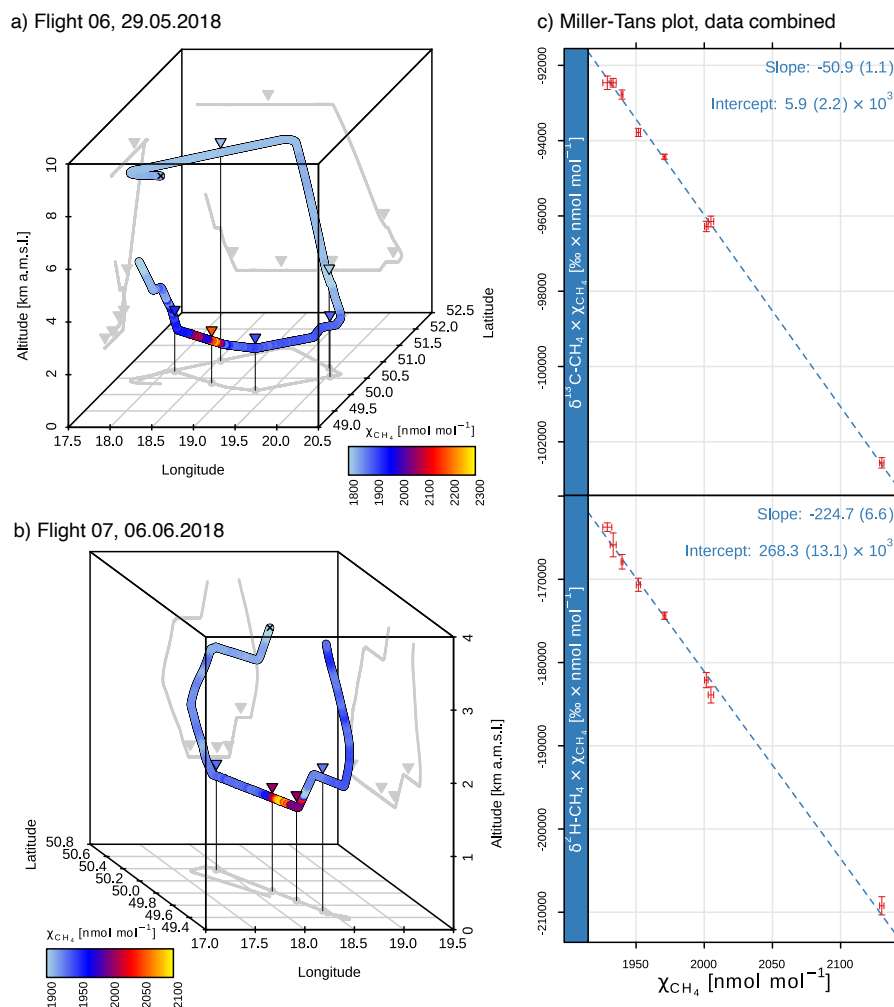 a) Flight 06, 29.05.2018
10
8
6
4
2
0
Altitude [km a.m.s.l.]
17.5 18.0 18.5 19.0 19.5 20.0 20.5
Longitude
52.5
52.0
51.5
51.0
50.5
50.0
49.5
49.0
Latitude
χCH4 [nmol mol−1]
1800 1900 2000 2100 2200 2300
b) Flight 07, 06.06.2018
4
3
2
1
0
Altitude [km a.m.s.l.]
50.8
50.6
50.4
50.2
50.0
49.8
49.6
49.4
Latitude
17.0 17.5 18.0 18.5 19.0 19.5
Longitude
χCH4 [nmol mol−1]
1900 1950 2000 2050 2100
c) Miller-Tans plot, data combined
Slope: -50.9 (1.1)
Intercept: 5.9 (2.2) × 10³
-92000
-94000
-96000
-98000
-100000
-102000
δ¹³C-CH4 × χCH4 [‰ × nmol mol−1]
Slope: -224.7 (6.6)
Intercept: 268.3 (13.1) × 10³
-170000
-180000
-190000
-200000
-210000
δ²H-CH4 × χCH4 [‰ × nmol mol−1]
1950 2000 2050 2100
χCH4 [nmol mol−1]